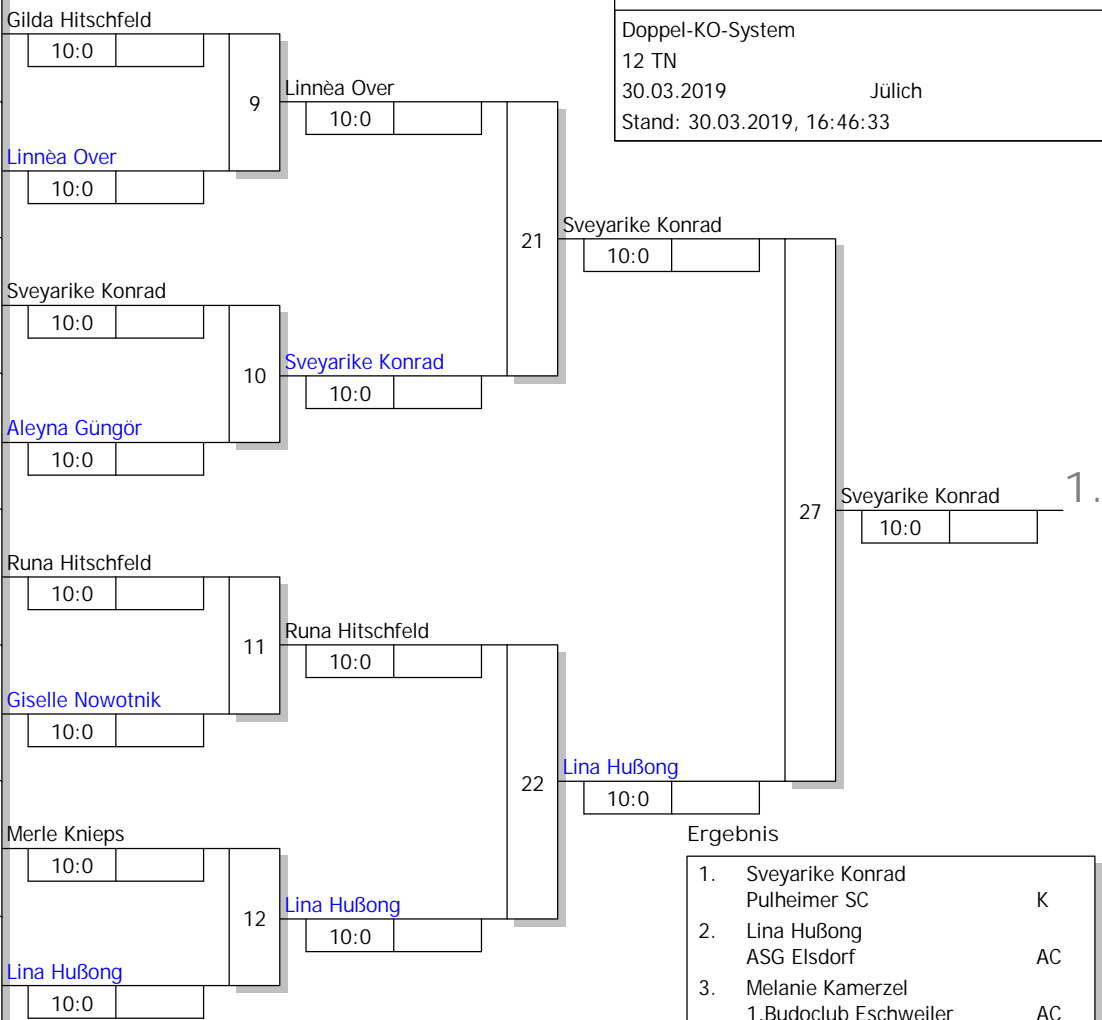 Doppel-KO-System
12 TN
30.03.2019 Jülich
Stand: 30.03.2019, 16:46:33
Gilda Hitschfeld
10:0
9
Linnèa Over
10:0
Linnèa Over
10:0
21
Sveyarike Konrad
10:0
Sveyarike Konrad
10:0
10
Sveyarike Konrad
10:0
Aleyna Güngör
10:0
27
Sveyarike Konrad
1.
10:0
Runa Hitschfeld
10:0
11
Runa Hitschfeld
10:0
Giselle Nowotnik
10:0
22
Lina Hußong
10:0
Merle Knieps
10:0
12
Lina Hußong
10:0
Lina Hußong
10:0
Ergebnis
1. Sveyarike Konrad
Pulheimer SC K
2. Lina Hußong
ASG Elsdorf AC
3. Melanie Kamerzel
1.Budoclub Eschweiler AC